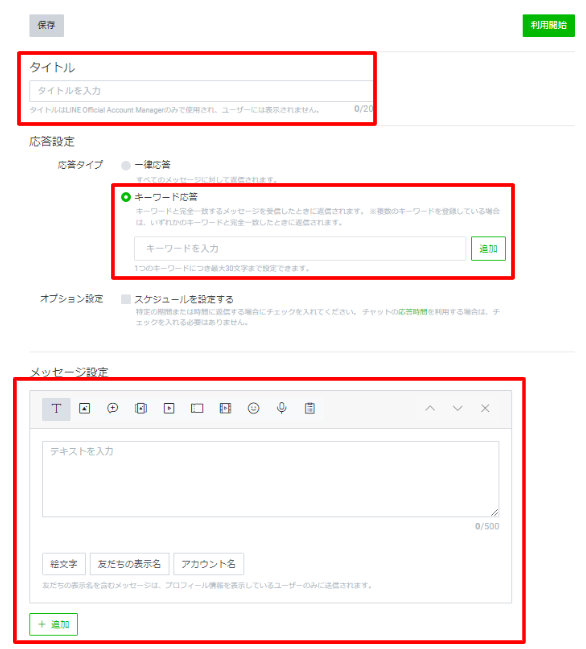 保存
利用開始
タイトル
タイトルを入力
タイトルはLINE Official Account Managerのみで使用され、ユーザーには表示されません。
0/20
応答設定
応答タイプ
一律応答
すべてのメッセージに対して返信されます。
キーワード応答
キーワードと完全一致するメッセージを受信したときに返信されます。 ※複数のキーワードを登録している場合
は、いずれかのキーワードと完全一致したときに返信されます。
キーワードを入力
追加
1つのキーワードにつき最大30文字まで設定できます。
オプション設定
スケジュールを設定する
特定の期間または時間に返信する場合にチェックを入れてください。 チャットの応答時間を利用する場合は、チ
ェックを入れる必要はありません。
メッセージ設定
T
テキストを入力
0/500
絵文字
友だちの表示名
アカウント名
友だちの表示名を含むメッセージは、プロフィール情報を表示しているユーザーのみに送信されます。
+ 追加